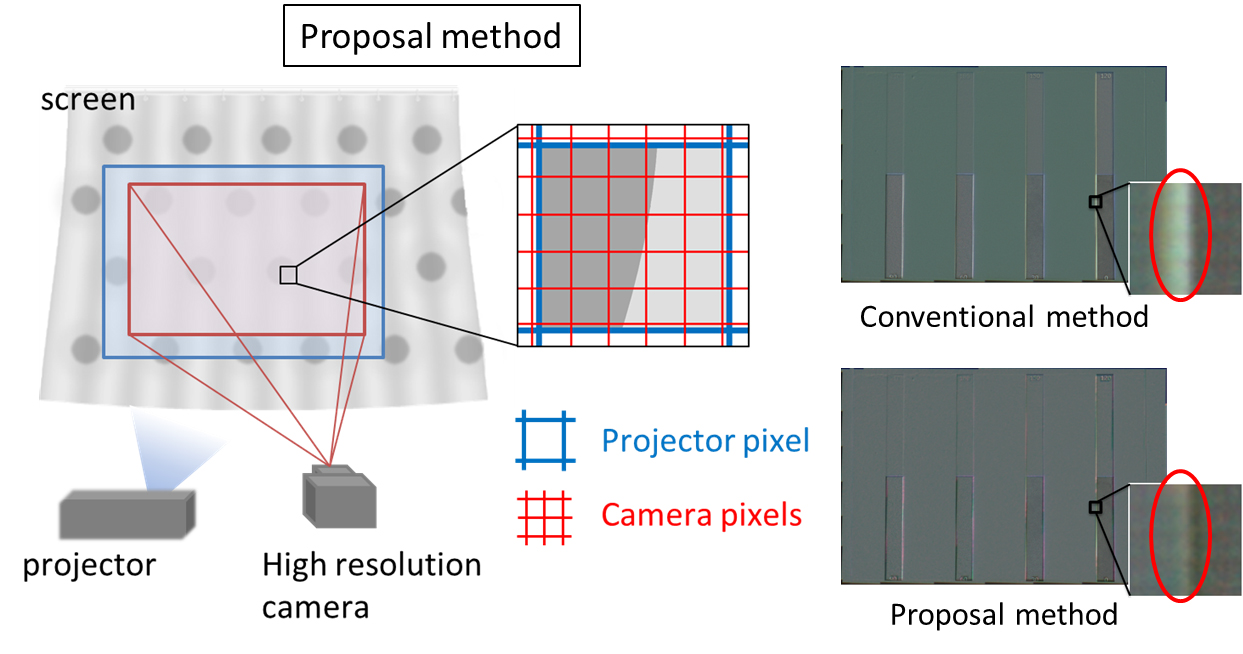 Proposal method
screen
projector
High resolution
camera
Projector pixel
Camera pixels
Conventional method
Proposal method